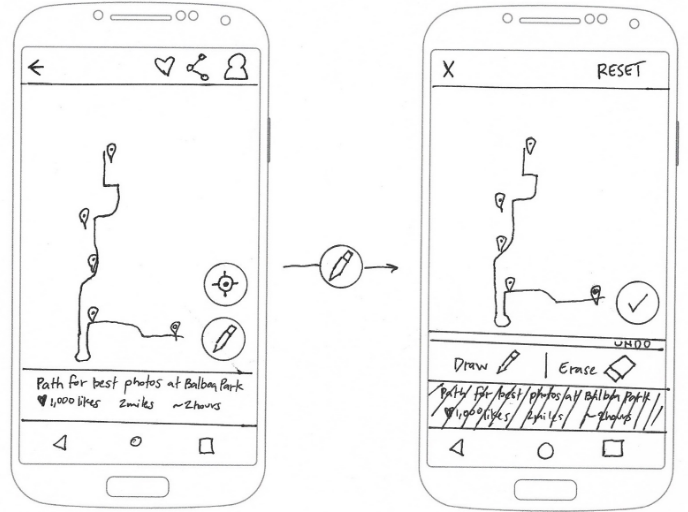 Path for best photos at Balboa Park
1,000 likes 2miles ~2hours
X RESET
UNDO
Draw | Erase
Path for best photos at Balboa Park
1,000 likes 2miles ~2hours